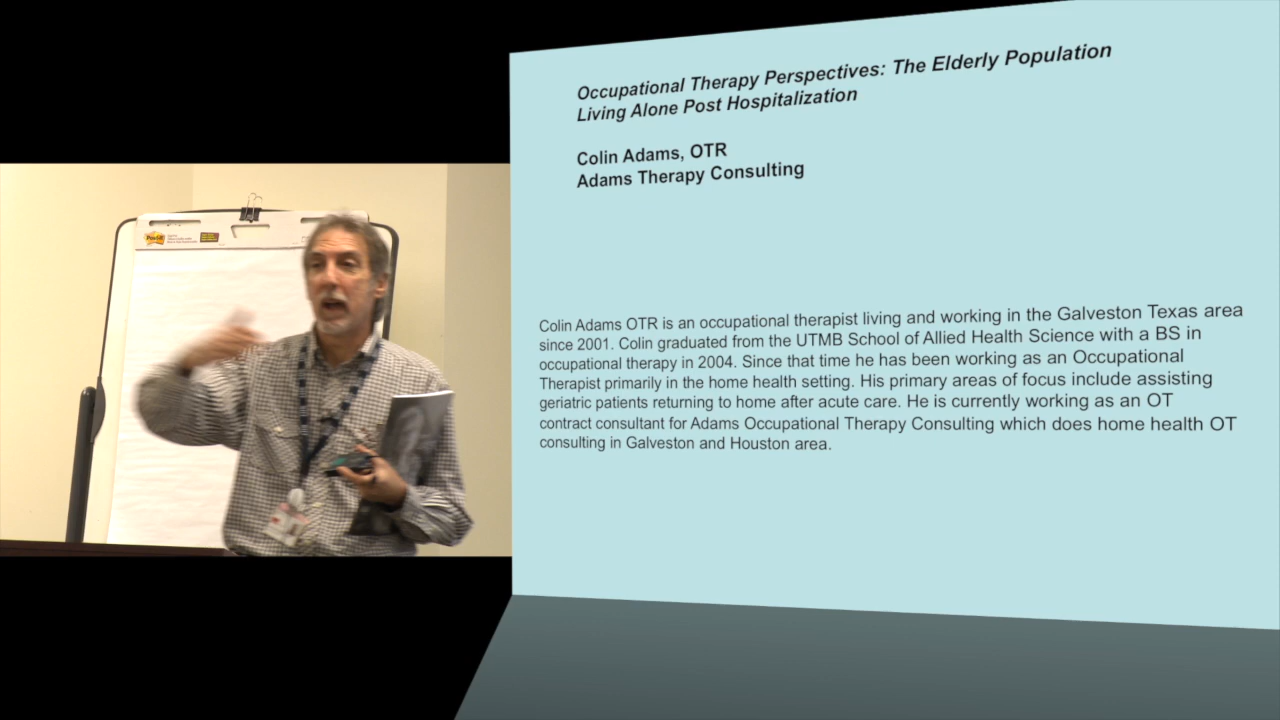 Occupational Therapy Perspectives: The Elderly Population
Living Alone Post Hospitalization
Colin Adams, OTR
Adams Therapy Consulting
Colin Adams OTR is an occupational therapist living and working in the Galveston Texas area
since 2001. Colin graduated from the UTMB School of Allied Health Science with a BS in
occupational therapy in 2004. Since that time he has been working as an Occupational
Therapist primarily in the home health setting. His primary areas of focus include assisting
geriatric patients returning to home after acute care. He is currently working as an OT
contract consultant for Adams Occupational Therapy Consulting which does home health OT
consulting in Galveston and Houston area.
Post-it